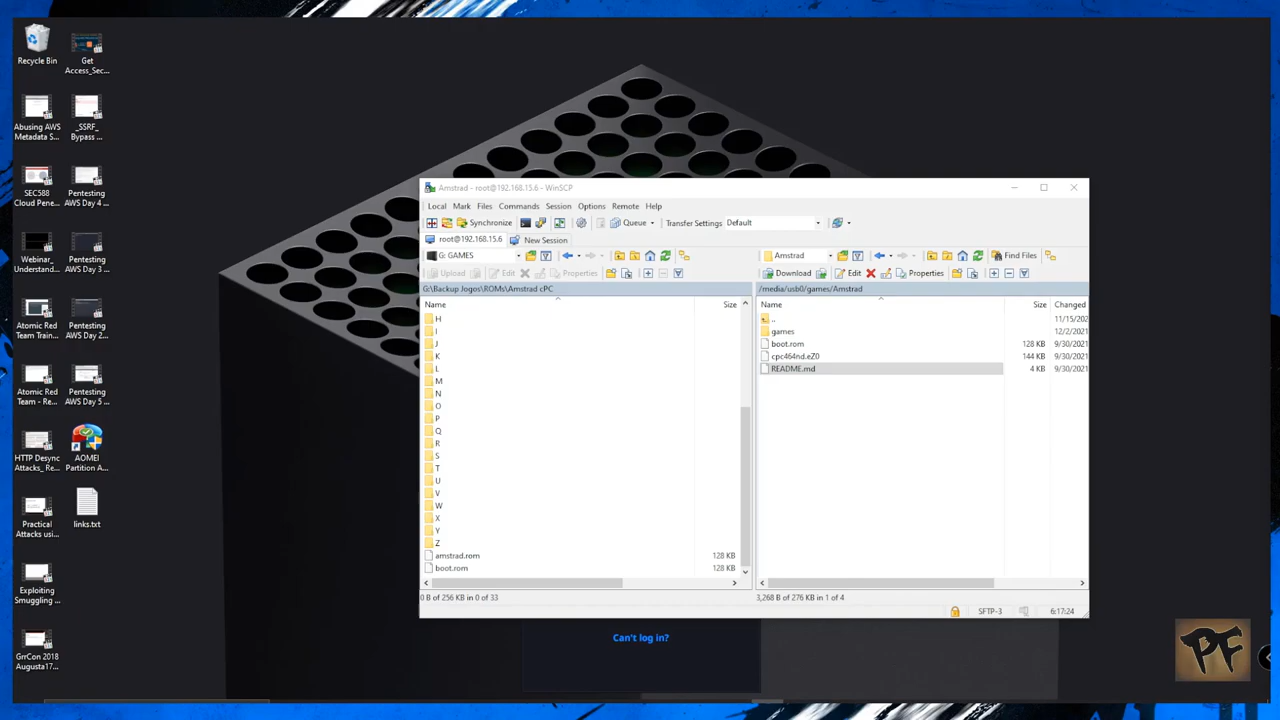 Recycle Bin
Get
Access_Sec...
Abusing AWS
Metadata S...
_SSRF_
Bypass ...
SEC588
Cloud Pene...
Pentesting
AWS Day 4 ...
Webinar_
Understand...
Pentesting
AWS Day 3 ...
Atomic Red
Team Train...
Pentesting
AWS Day 2...
Atomic Red
Team - Re...
Pentesting
AWS Day 5 ...
HTTP Desync
Attacks_ Re...
AOMEI
Partition A...
Practical
Attacks usi...
links.txt
Exploiting
Smuggling ...
GrrCon 2018
Augusta17...
Amstrad - root@192.168.15.6 - WinSCP
Local Mark Files Commands Session Options Remote Help
Synchronize Queue Transfer Settings Default
root@192.168.15.6 New Session
G: GAMES
Upload Edit Properties
G:\Backup Jogos\ROMs\Amstrad cPC
Name Size
H
I
J
K
L
M
N
O
P
Q
R
S
T
U
V
W
X
Y
Z
amstrad.rom 128 KB
boot.rom 128 KB
0 B of 256 KB in 0 of 33
Amstrad Find Files
Download Edit Properties
/media/usb0/games/Amstrad
Name Size Changed
.. 11/15/202
games 12/2/2021
boot.rom 128 KB 9/30/2021
cpc464nd.eZ0 144 KB 9/30/2021
README.md 4 KB 9/30/2021
3,268 B of 276 KB in 1 of 4
SFTP-3 6:17:24
Can't log in?
PF